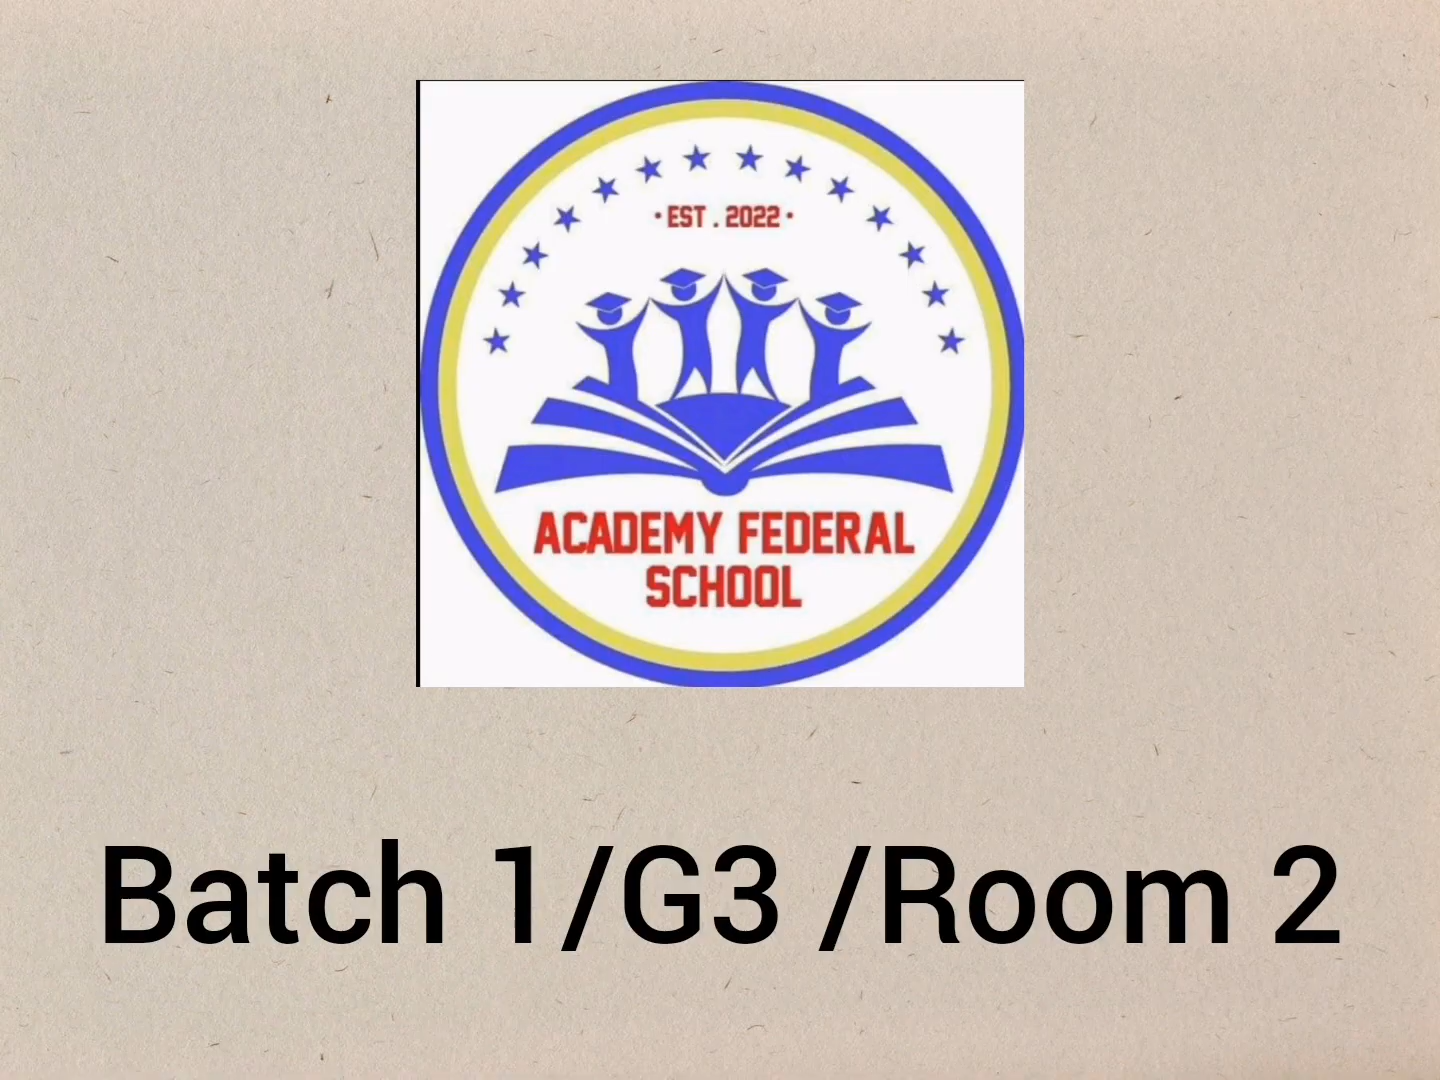 · EST . 2022 ·
ACADEMY FEDERAL
SCHOOL
Batch 1/G3 /Room 2